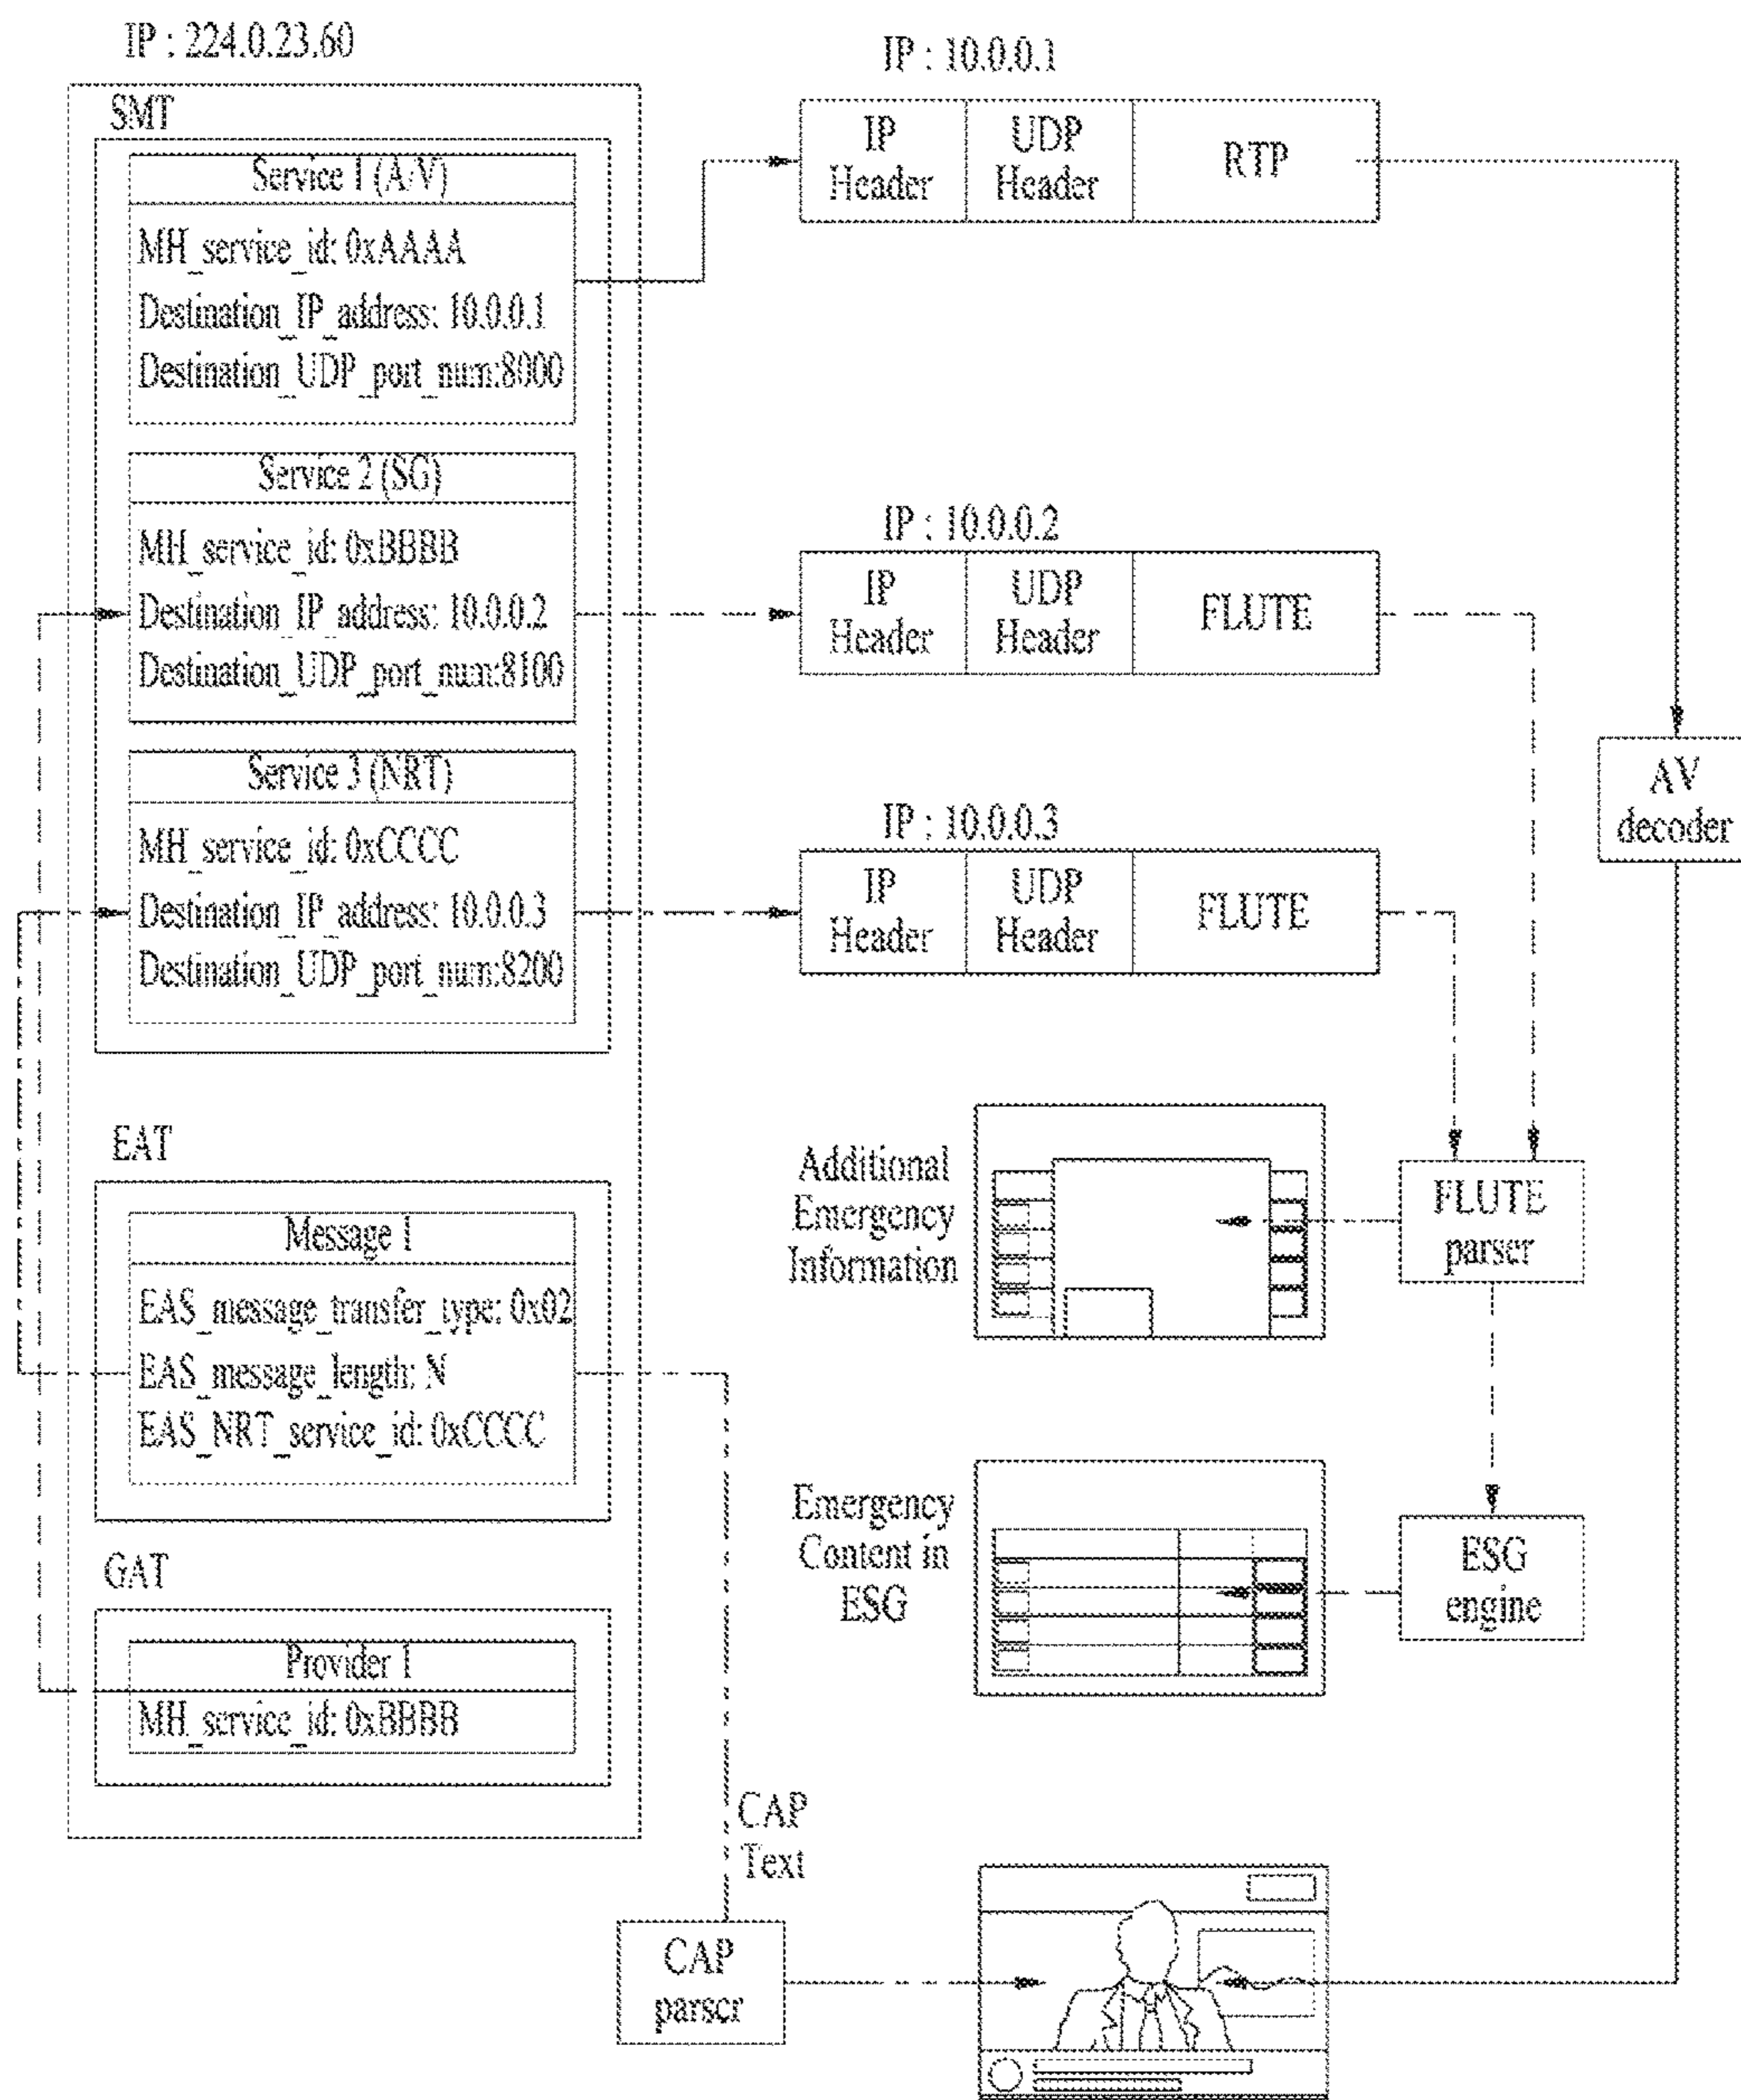 IP : 224.0.23.60
SMT
Service 1 (A/V)
MH_service_id: 0xAAAA
Destination_IP_address: 10.0.0.1
Destination_UDP_port_num:8000
Service 2 (SG)
MH_service_id: 0xBBBB
Destination_IP_address: 10.0.0.2
Destination_UDP_port_num:8100
Service 3 (NRT)
MH_service_id: 0xCCCC
Destination_IP_address: 10.0.0.3
Destination_UDP_port_num:8200
EAT
Message 1
EAS_message_transfer_type: 0x02
EAS_message_length: N
EAS_NRT_service_id: 0xCCCC
GAT
Provider 1
MH_service_id: 0xBBBB
IP : 10.0.0.1
IP
Header
UDP
Header
RTP
IP : 10.0.0.2
IP
Header
UDP
Header
FLUTE
IP : 10.0.0.3
IP
Header
UDP
Header
FLUTE
AV
decoder
Additional
Emergency
Information
FLUTE
parser
Emergency
Content in
ESG
ESG
engine
CAP
Text
CAP
parser